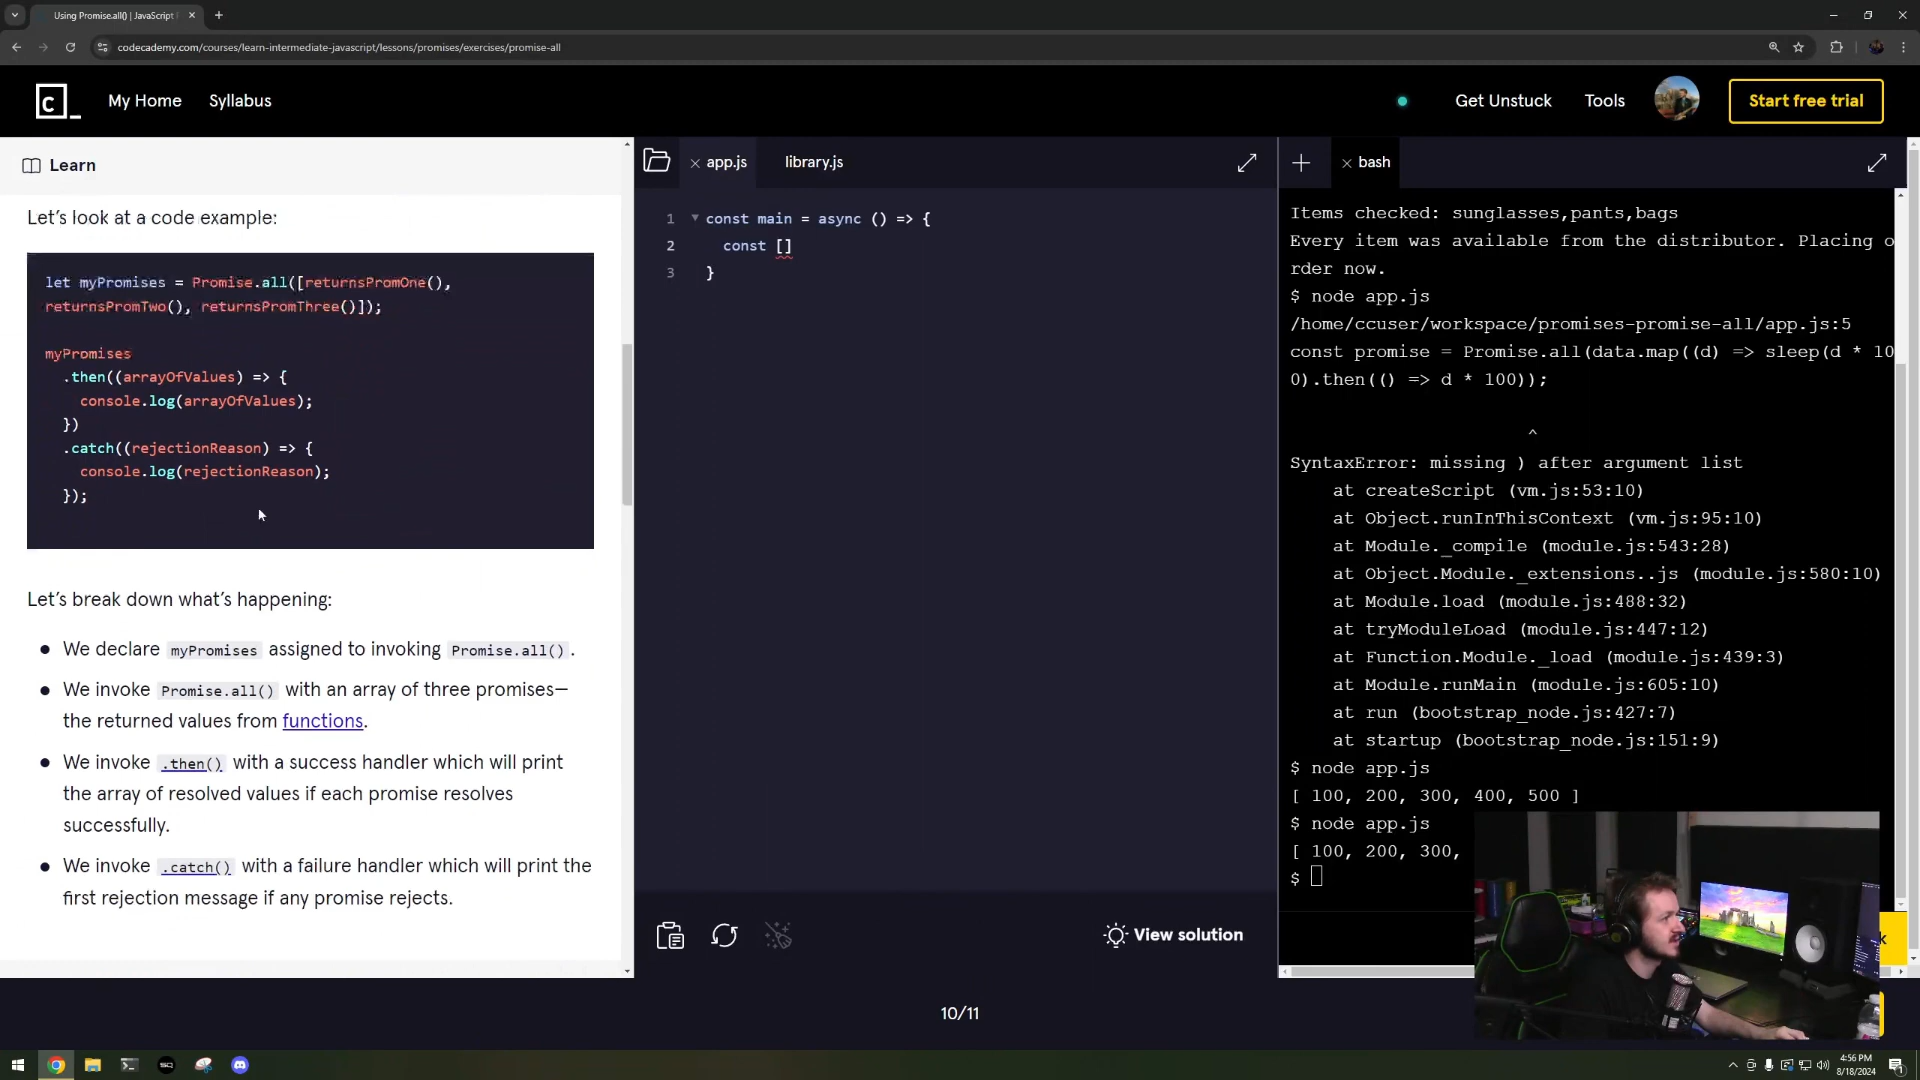 Using Promise.all() | JavaScript
codecademy.com/courses/learn-intermediate-javascript/lessons/promises/exercises/promise-all
My Home
Syllabus
Get Unstuck
Tools
Start free trial
Learn
Let's look at a code example:
let myPromises = Promise.all([returnsPromOne(),
returnsPromTwo(), returnsPromThree()]);
myPromises
.then((arrayOfValues) => {
console.log(arrayOfValues);
})
.catch((rejectionReason) => {
console.log(rejectionReason);
});
Let's break down what's happening:
We declare myPromises assigned to invoking Promise.all().
We invoke Promise.all() with an array of three promises—
the returned values from functions.
We invoke .then() with a success handler which will print
the array of resolved values if each promise resolves
successfully.
We invoke .catch() with a failure handler which will print the
first rejection message if any promise rejects.
app.js
library.js
1 const main = async () => {
2 const []
3 }
View solution
bash
Items checked: sunglasses,pants,bags
Every item was available from the distributor. Placing o
rder now.
$ node app.js
/home/ccuser/workspace/promises-promise-all/app.js:5
const promise = Promise.all(data.map((d) => sleep(d * 10
0).then(() => d * 100));
^
SyntaxError: missing ) after argument list
at createScript (vm.js:53:10)
at Object.runInThisContext (vm.js:95:10)
at Module._compile (module.js:543:28)
at Object.Module._extensions..js (module.js:580:10)
at Module.load (module.js:488:32)
at tryModuleLoad (module.js:447:12)
at Function.Module._load (module.js:439:3)
at Module.runMain (module.js:605:10)
at run (bootstrap_node.js:427:7)
at startup (bootstrap_node.js:151:9)
$ node app.js
[ 100, 200, 300, 400, 500 ]
$ node app.js
[ 100, 200, 300,
$
10/11
4:56 PM
8/18/2024